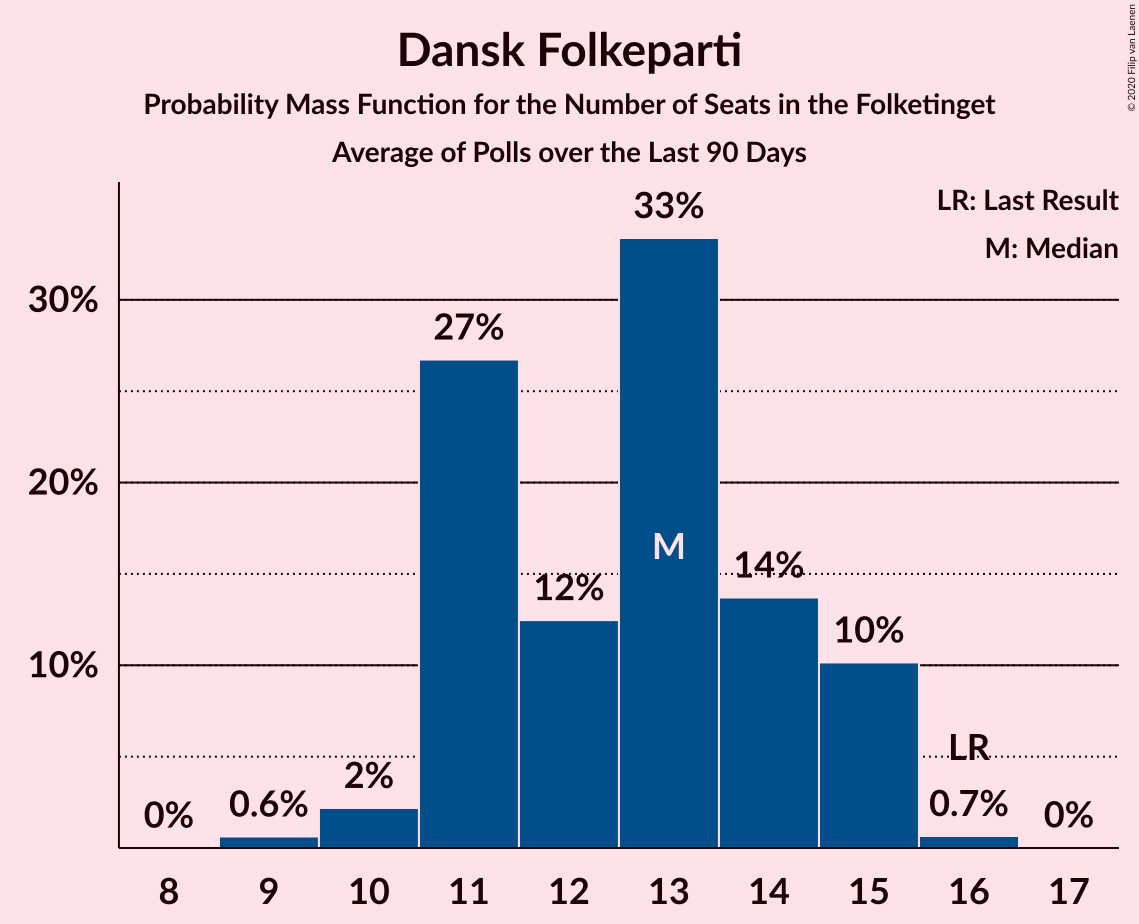 Dansk Folkeparti
Probability Mass Function for the Number of Seats in the Folketinget
Average of Polls over the Last 90 Days
© 2020 Filip van Laenen
LR: Last Result
M: Median
33%
30%
27%
20%
M
14%
12%
10%
10%
LR
2%
0.6%
0.7%
0%
0%
8 9 10 11 12 13 14 15 16 17